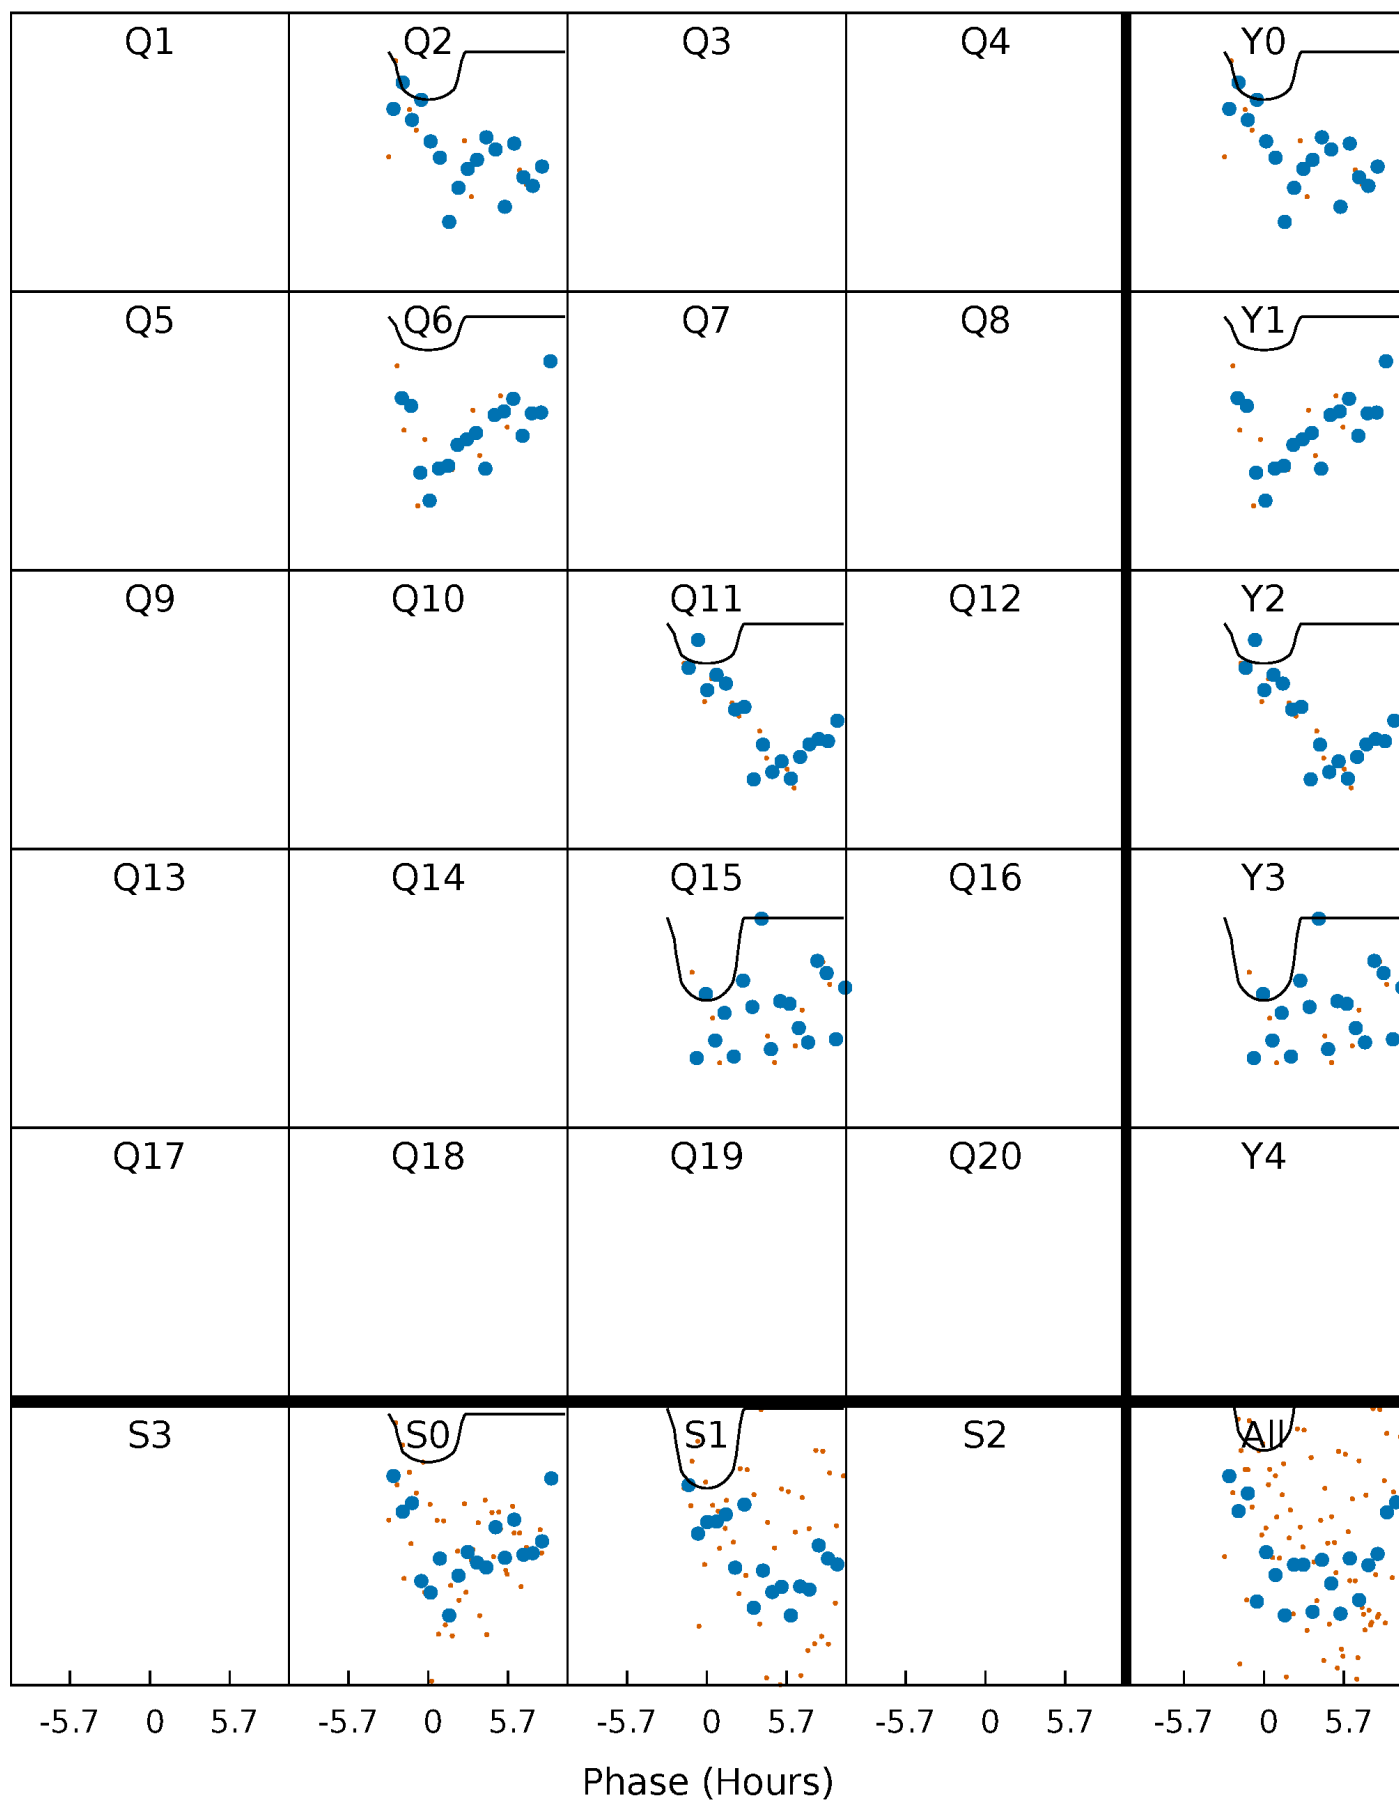 Q1 Q2 Q3 Q4 Y0
Q5 Q6 Q7 Q8 Y1
Q9 Q10 Q11 Q12 Y2
Q13 Q14 Q15 Q16 Y3
Q17 Q18 Q19 Q20 Y4
S3 S0 S1 S2 All
-5.7 0 5.7 -5.7 0 5.7 -5.7 0 5.7 -5.7 0 5.7 -5.7 0 5.7
Phase (Hours)